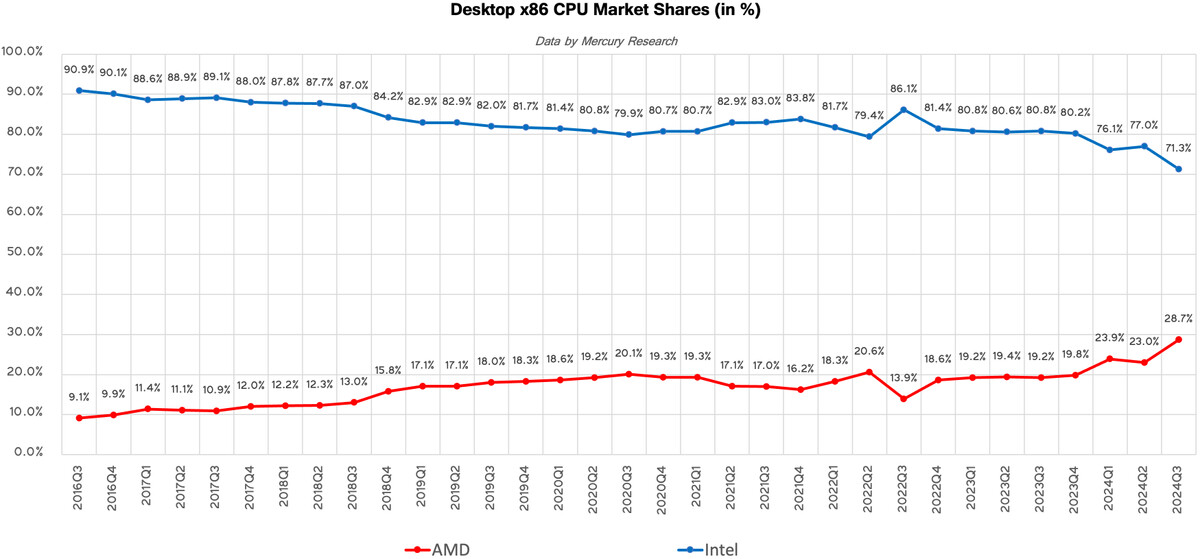 Desktop x86 CPU Market Shares (in %)
Data by Mercury Research
100.0%
90.0%
80.0%
70.0%
60.0%
50.0%
40.0%
30.0%
20.0%
10.0%
0.0%
90.9% 90.1% 88.6% 88.9% 89.1% 88.0% 87.8% 87.7% 87.0% 84.2% 82.9% 82.9% 82.0% 81.7% 81.4% 80.8% 79.9% 80.7% 80.7% 82.9% 83.0% 83.8% 81.7% 79.4% 86.1% 81.4% 80.8% 80.6% 80.8% 80.2% 76.1% 77.0% 71.3%
9.1% 9.9% 11.4% 11.1% 10.9% 12.0% 12.2% 12.3% 13.0% 15.8% 17.1% 17.1% 18.0% 18.3% 18.6% 19.2% 20.1% 19.3% 19.3% 17.1% 17.0% 16.2% 18.3% 20.6% 13.9% 18.6% 19.2% 19.4% 19.2% 19.8% 23.9% 23.0% 28.7%
2016Q3
2016Q4
2017Q1
2017Q2
2017Q3
2017Q4
2018Q1
2018Q2
2018Q3
2018Q4
2019Q1
2019Q2
2019Q3
2019Q4
2020Q1
2020Q2
2020Q3
2020Q4
2021Q1
2021Q2
2021Q3
2021Q4
2022Q1
2022Q2
2022Q3
2022Q4
2023Q1
2023Q2
2023Q3
2023Q4
2024Q1
2024Q2
2024Q3
AMD Intel